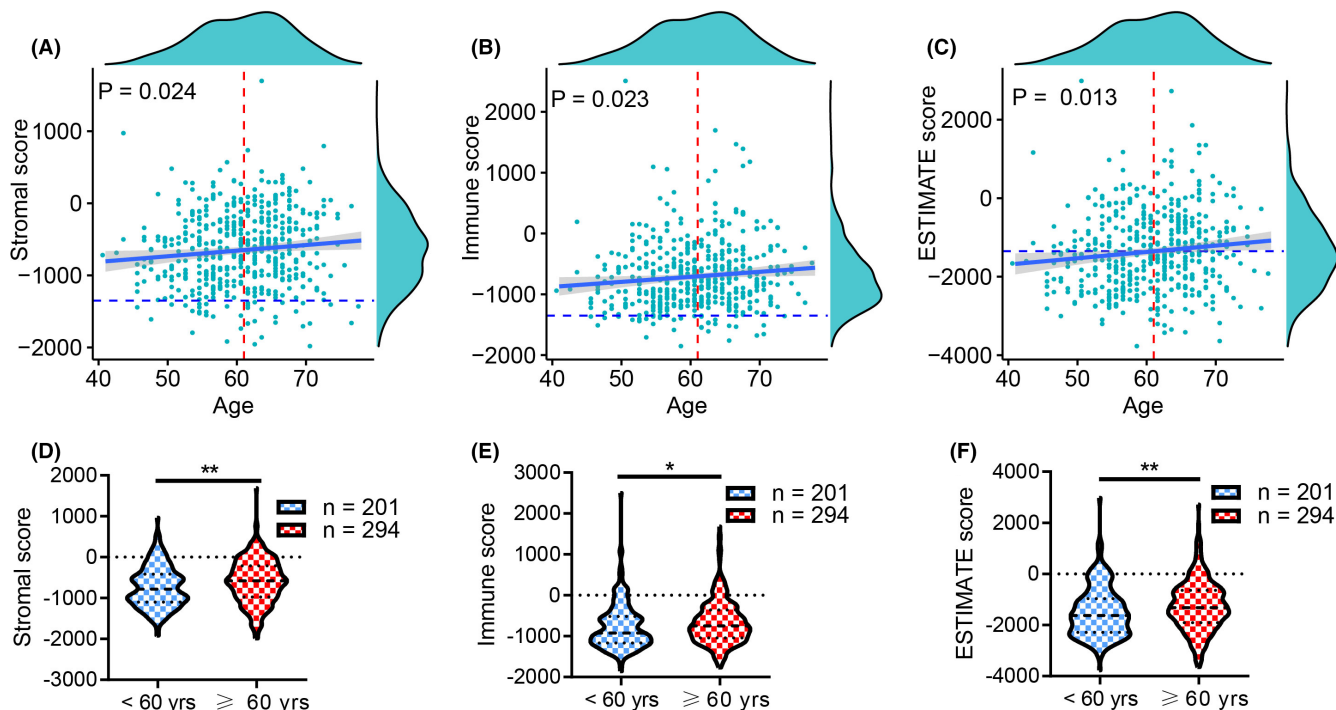 (A)
P = 0.024
Stromal score
1000
0
−1000
−2000
40 50 60 70
Age
(B)
P = 0.023
Immune score
2000
1000
0
−1000
−2000
40 50 60 70
Age
(C)
P = 0.013
ESTIMATE score
2000
0
−2000
−4000
40 50 60 70
Age
(D)
**
n = 201
n = 294
Stromal score
2000
1000
0
-1000
-2000
-3000
< 60 yrs ⩾ 60 yrs
(E)
*
n = 201
n = 294
Immune score
3000
2000
1000
0
-1000
-2000
< 60 yrs ⩾ 60 yrs
(F)
**
n = 201
n = 294
ESTIMATE score
4000
2000
0
-2000
-4000
< 60 yrs ⩾ 60 yrs